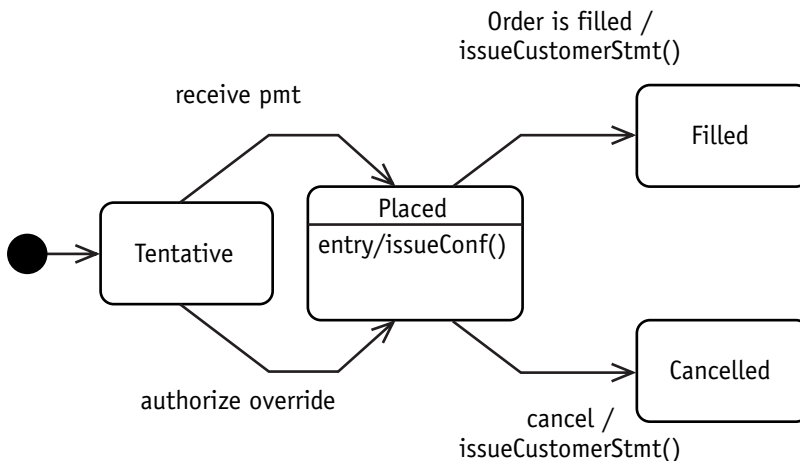 Order is filled /
issueCustomerStmt()
receive pmt
Filled
Placed
entry/issueConf()
Tentative
Cancelled
authorize override
cancel /
issueCustomerStmt()